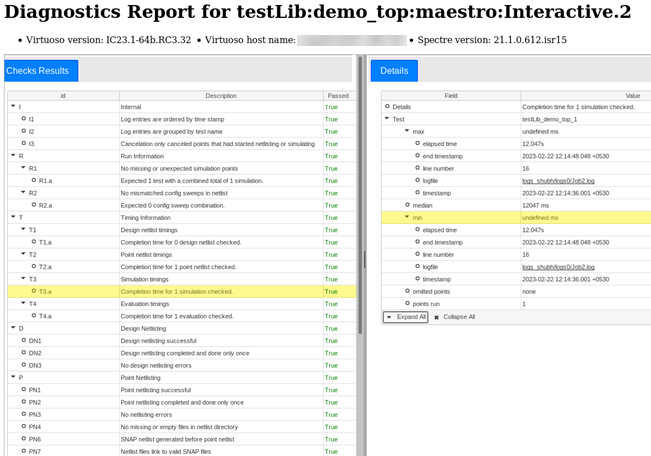 Diagnostics Report for testLib:demo_top:maestro:Interactive.2
• Virtuoso version: IC23.1-64b.RC3.32 • Virtuoso host name: • Spectre version: 21.1.0.612.isr15
Checks Results
id Description Passed
I Internal True
I1 Log entries are ordered by time stamp True
I2 Log entries are grouped by test name True
I3 Cancelation only canceled points that had started netlisting or simulating True
R Run Information True
R1 No missing or unexpected simulation points True
R1.a Expected 1 test with a combined total of 1 simulation. True
R2 No mismatched config sweeps in netlist True
R2.a Expected 0 config sweep combination. True
T Timing Information True
T1 Design netlist timings True
T1.a Completion time for 0 design netlist checked. True
T2 Point netlist timings True
T2.a Completion time for 1 point netlist checked. True
T3 Simulation timings True
T3.a Completion time for 1 simulation checked. True
T4 Evaluation timings True
T4.a Completion time for 1 evaluation checked. True
D Design Netlisting True
DN1 Design netlisting successful True
DN2 Design netlisting completed and done only once True
DN3 No design netlisting errors True
P Point Netlisting True
PN1 Point netlisting successful True
PN2 Point netlisting completed and done only once True
PN3 No netlisting errors True
PN4 No missing or empty files in netlist directory True
PN6 SNAP netlist generated before point netlist True
PN7 Netlist files link to valid SNAP files True
Details
Field Value
Details Completion time for 1 simulation checked.
Test testLib_demo_top_1
max undefined ms
elapsed time 12.047s
end timestamp 2023-02-22 12:14:48.048 +0530
line number 16
logfile logs_shubh/logs0/Job2.log
timestamp 2023-02-22 12:14:36.001 +0530
median 12047 ms
min undefined ms
elapsed time 12.047s
end timestamp 2023-02-22 12:14:48.048 +0530
line number 16
logfile logs_shubh/logs0/Job2.log
timestamp 2023-02-22 12:14:36.001 +0530
omitted points none
points run 1
Expand All Collapse All